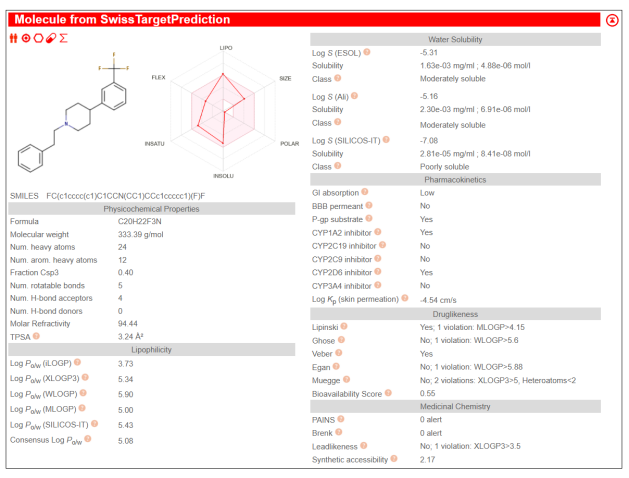 Molecule from SwissTargetPrediction
LIPO
FLEX
SIZE
INSATU
POLAR
INSOLU
F
F
F
N
SMILES FC(c1cccc(c1)C1CCN(CC1)CCc1ccccc1)(F)F
Physicochemical Properties
Formula C20H22F3N
Molecular weight 333.39 g/mol
Num. heavy atoms 24
Num. arom. heavy atoms 12
Fraction Csp3 0.40
Num. rotatable bonds 5
Num. H-bond acceptors 4
Num. H-bond donors 0
Molar Refractivity 94.44
TPSA ? 3.24 Å²
Lipophilicity
Log Po/w (iLOGP) ? 3.73
Log Po/w (XLOGP3) ? 5.34
Log Po/w (WLOGP) ? 5.90
Log Po/w (MLOGP) ? 5.00
Log Po/w (SILICOS-IT) ? 5.43
Consensus Log Po/w ? 5.08
Water Solubility
Log S (ESOL) ? -5.31
Solubility 1.63e-03 mg/ml ; 4.88e-06 mol/l
Class ? Moderately soluble
Log S (Ali) ? -5.16
Solubility 2.30e-03 mg/ml ; 6.91e-06 mol/l
Class ? Moderately soluble
Log S (SILICOS-IT) ? -7.08
Solubility 2.81e-05 mg/ml ; 8.41e-08 mol/l
Class ? Poorly soluble
Pharmacokinetics
GI absorption ? Low
BBB permeant ? No
P-gp substrate ? Yes
CYP1A2 inhibitor ? Yes
CYP2C19 inhibitor ? No
CYP2C9 inhibitor ? No
CYP2D6 inhibitor ? Yes
CYP3A4 inhibitor ? No
Log Kp (skin permeation) ? -4.54 cm/s
Druglikeness
Lipinski ? Yes; 1 violation: MLOGP>4.15
Ghose ? No; 1 violation: WLOGP>5.6
Veber ? Yes
Egan ? No; 1 violation: WLOGP>5.88
Muegge ? No; 2 violations: XLOGP3>5, Heteroatoms<2
Bioavailability Score ? 0.55
Medicinal Chemistry
PAINS ? 0 alert
Brenk ? 0 alert
Leadlikeness ? No; 1 violation: XLOGP3>3.5
Synthetic accessibility ? 2.17